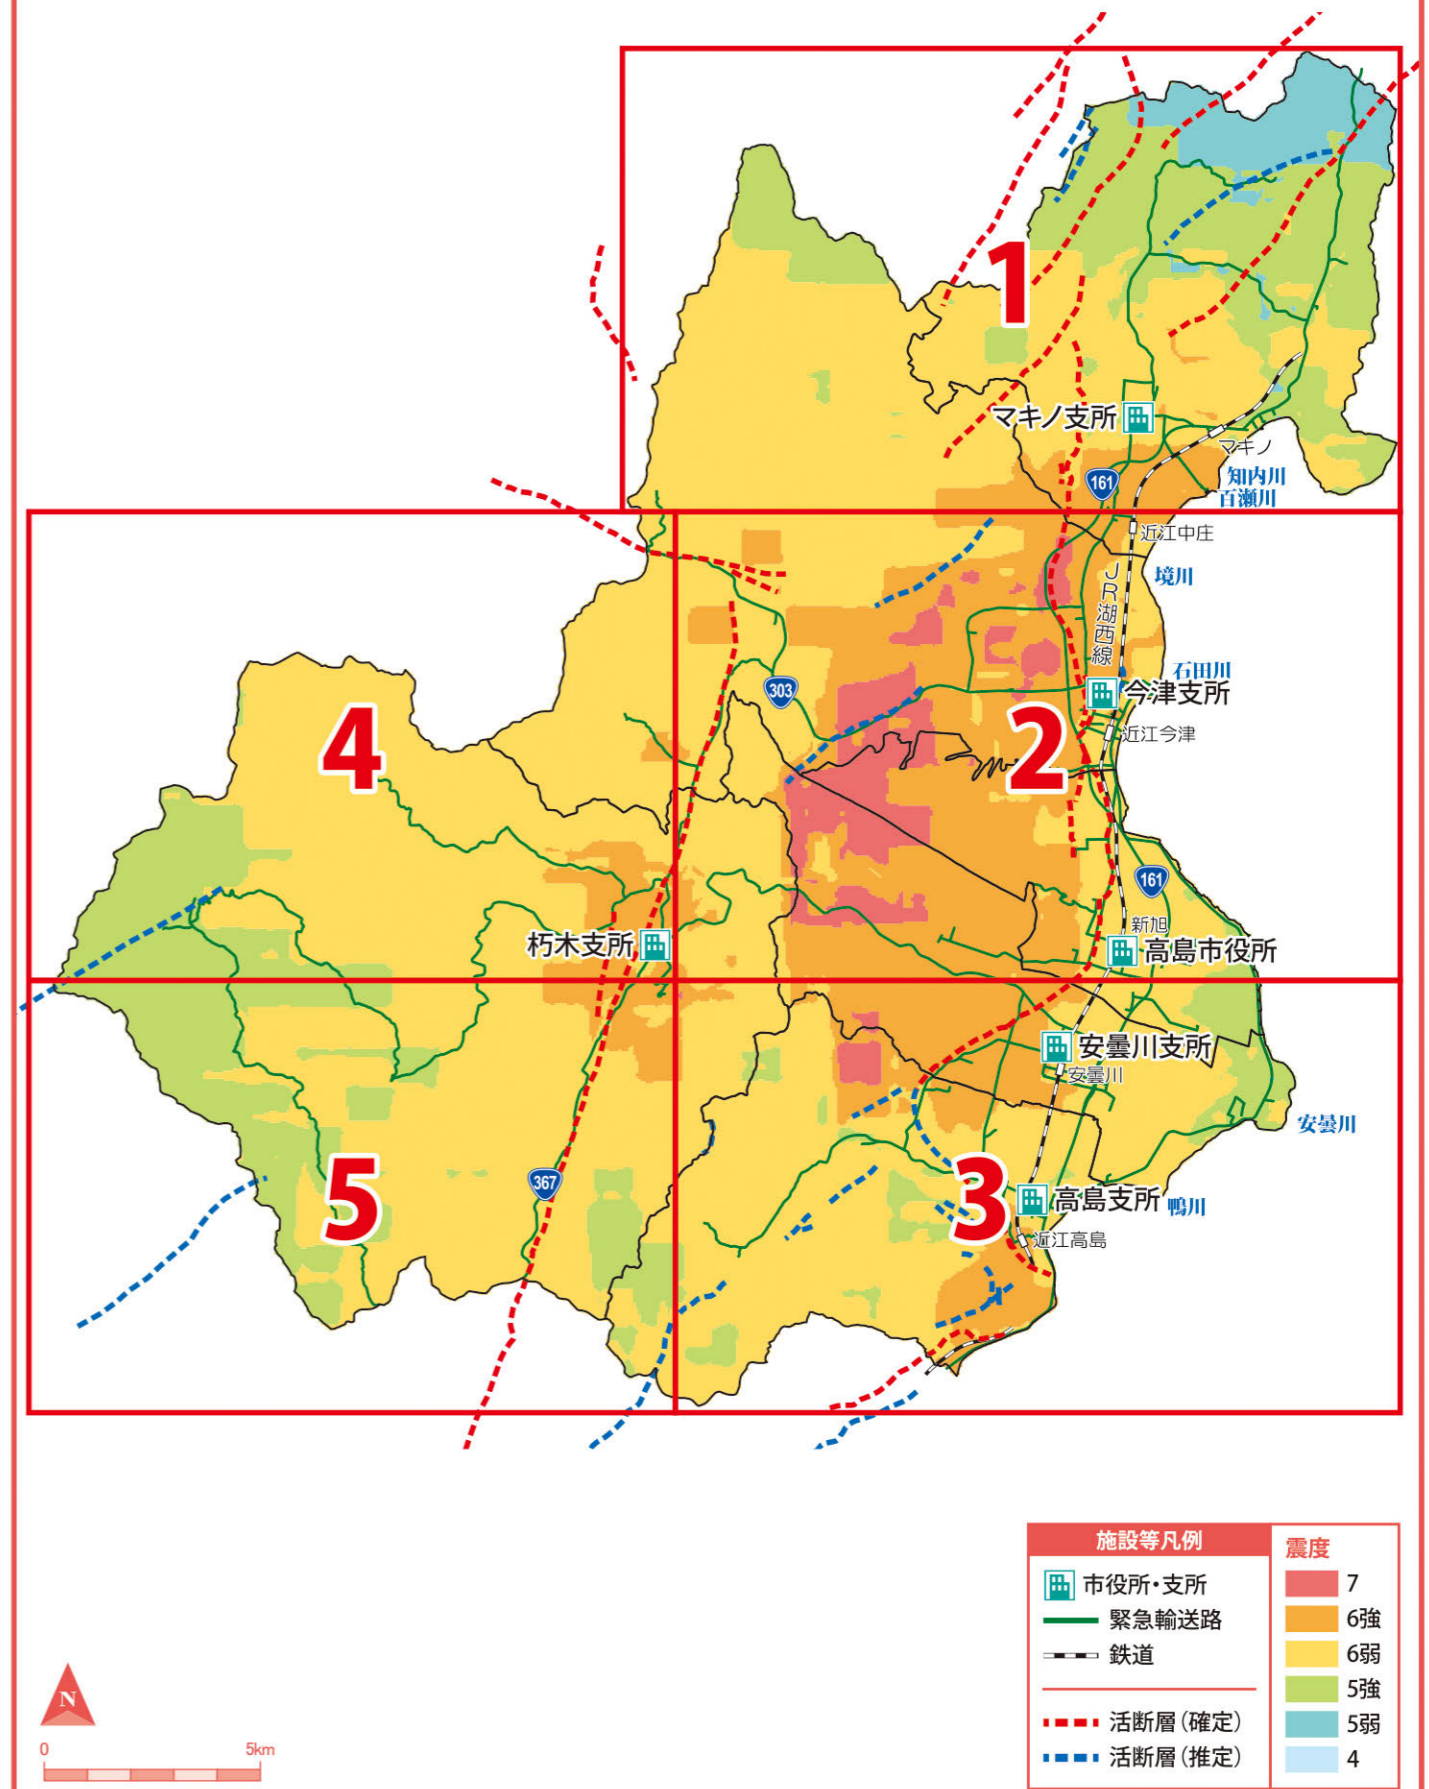 1
マキノ支所
マキノ
161
知内川
百瀬川
近江中庄
境川
JR湖西線
石田川
303
今津支所
4
2
近江今津
161
新旭
朽木支所
高島市役所
安曇川支所
安曇川
安曇川
5
367
3
高島支所
鴨川
近江高島
施設等凡例
市役所・支所
緊急輸送路
鉄道
活断層(確定)
活断層(推定)
震度
7
6強
6弱
5強
5弱
4
N
0
5km